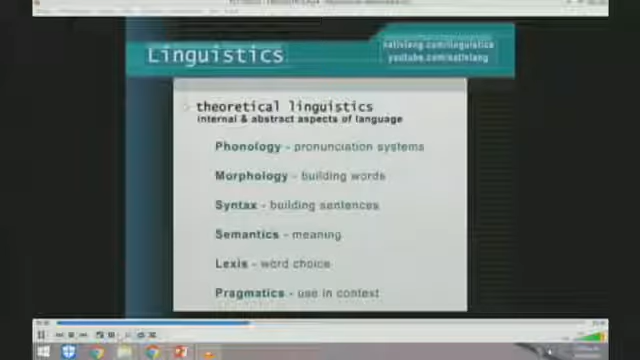 Linguistics
nativlang.com/linguistics
youtube.com/nativlang
theoretical linguistics
internal & abstract aspects of language
Phonology - pronunciation systems
Morphology - building words
Syntax - building sentences
Semantics - meaning
Lexis - word choice
Pragmatics - use in context